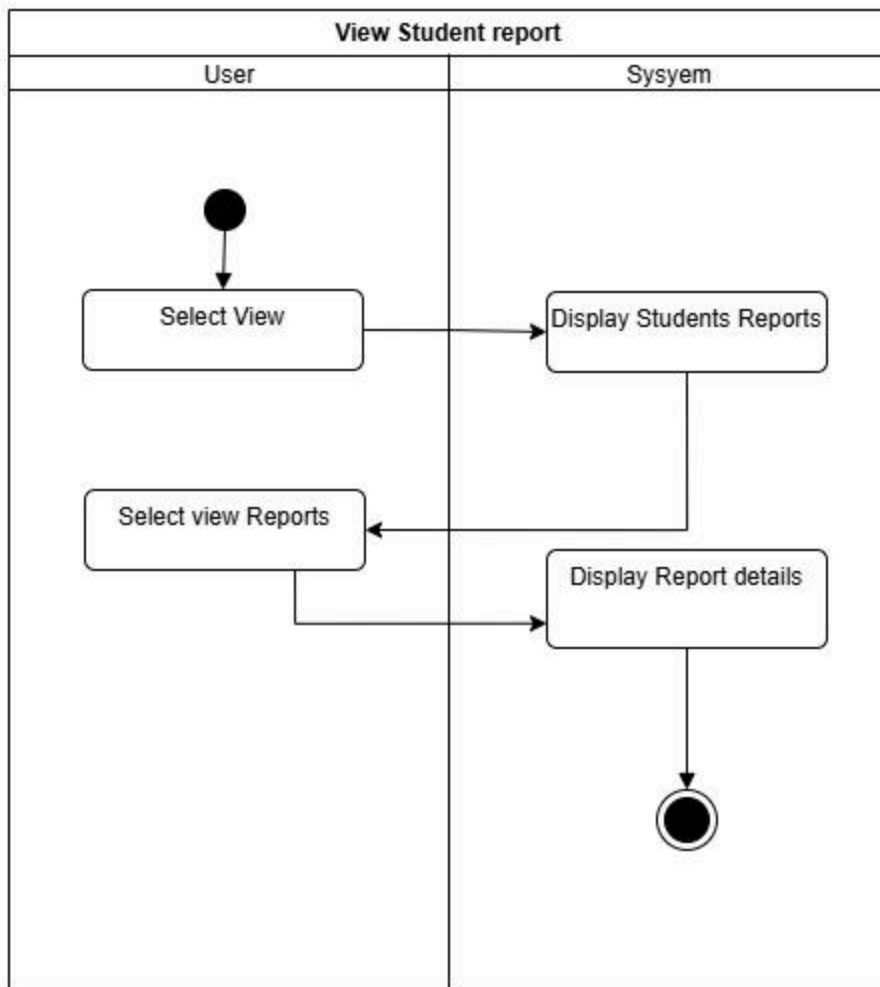 View Student report
User
Sysyem
Select View
Display Students Reports
Select view Reports
Display Report details